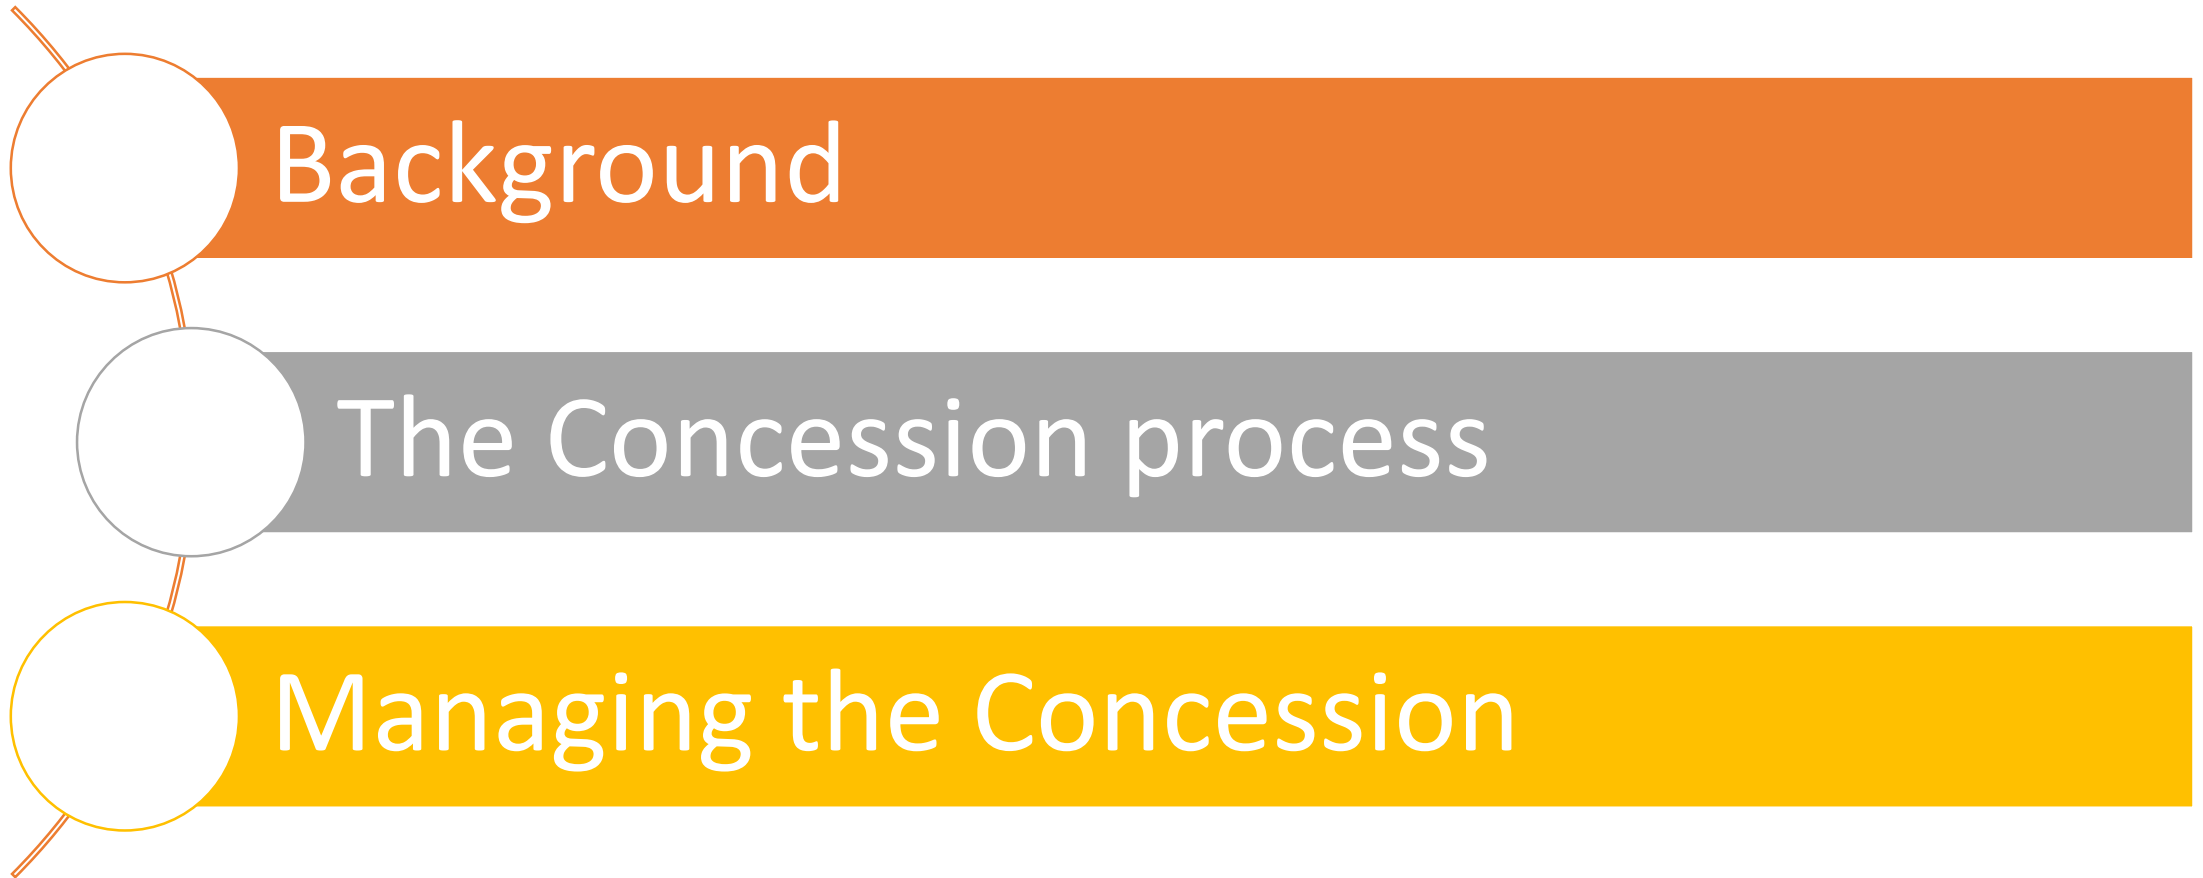 Background
The Concession process
Managing the Concession